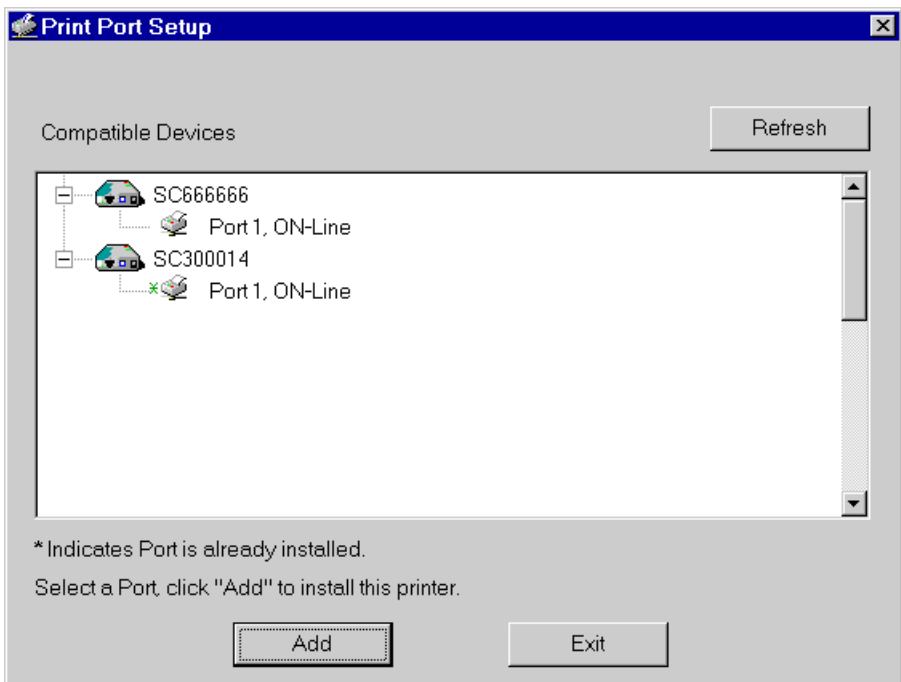 Print Port Setup
Compatible Devices
Refresh
SC666666
Port 1, ON-Line
SC300014
* Port 1, ON-Line
* Indicates Port is already installed.
Select a Port, click "Add" to install this printer.
Add
Exit